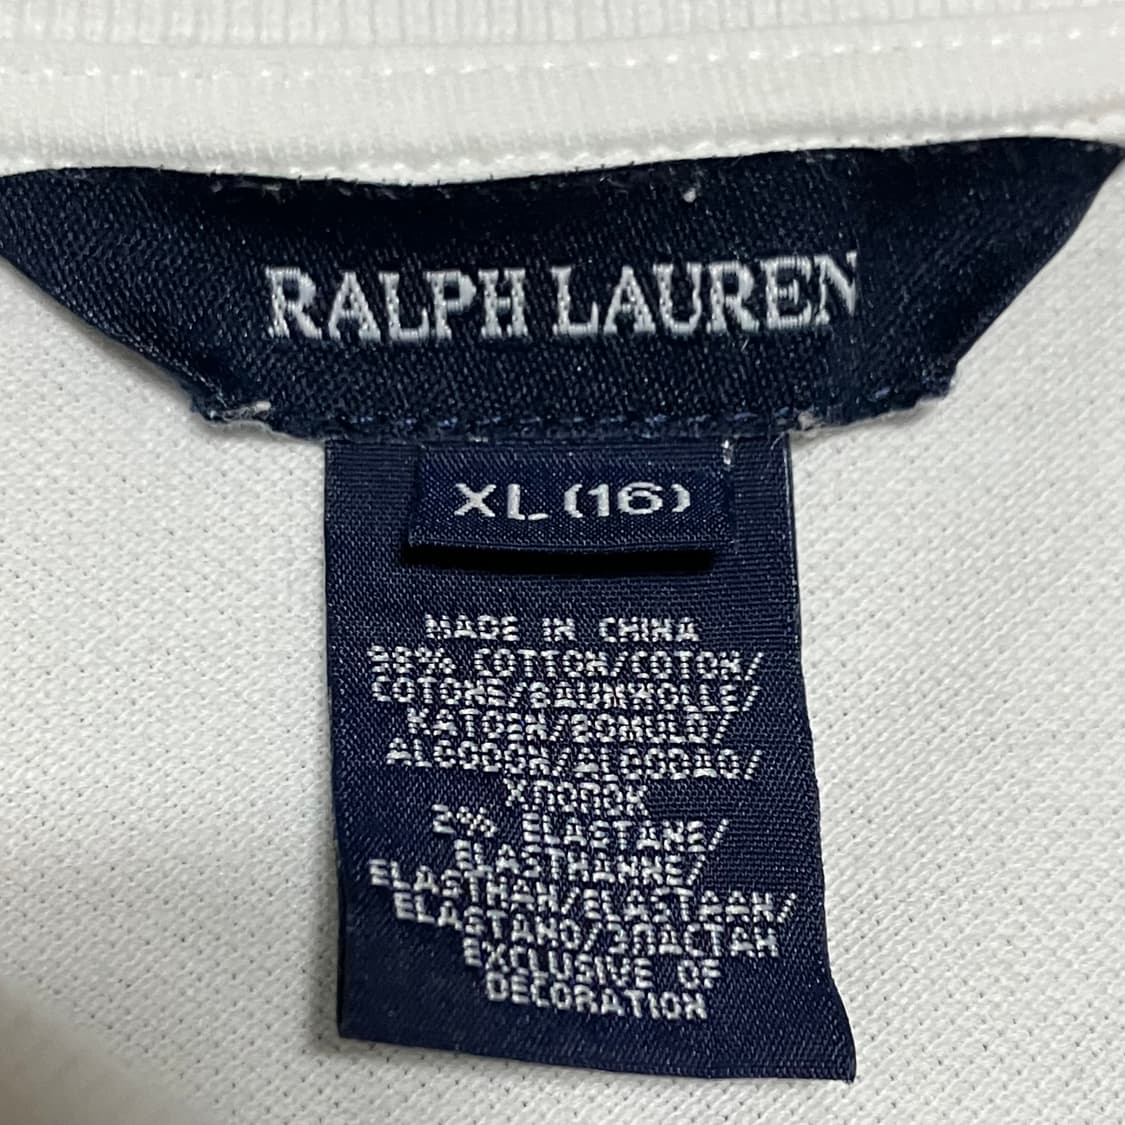 RALPH LAUREN
XL (16)
MADE IN CHINA
98% COTTON/COTON/
COTONE/BAUMWOLLE/
KATOEN/BOMULD/
ALGODÓN/ALGODÃO/
ХЛОПОК
2% ELASTANE/
ELASTHANNE/
ELASTHAN/ELASTAAN/
ELASTANO/ЭЛАСТАН
EXCLUSIVE OF
DECORATION